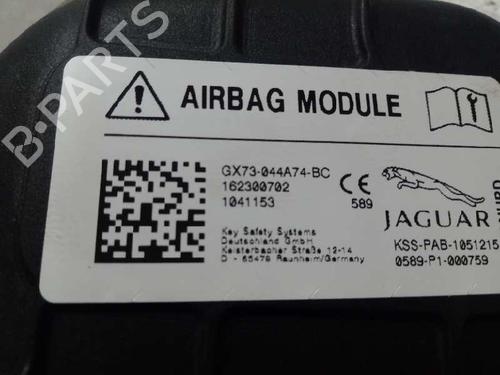 AIRBAG MODULE
GX73-044A74-BC
162300702
1041153
589
JAGUAR
Key Safety Systems
Deutschland GmbH
Kelsterbacher Straße 12-14
D - 65479 Raunheim/Germany
KSS-PAB-1051215
0589-P1-000759
B-PARTS